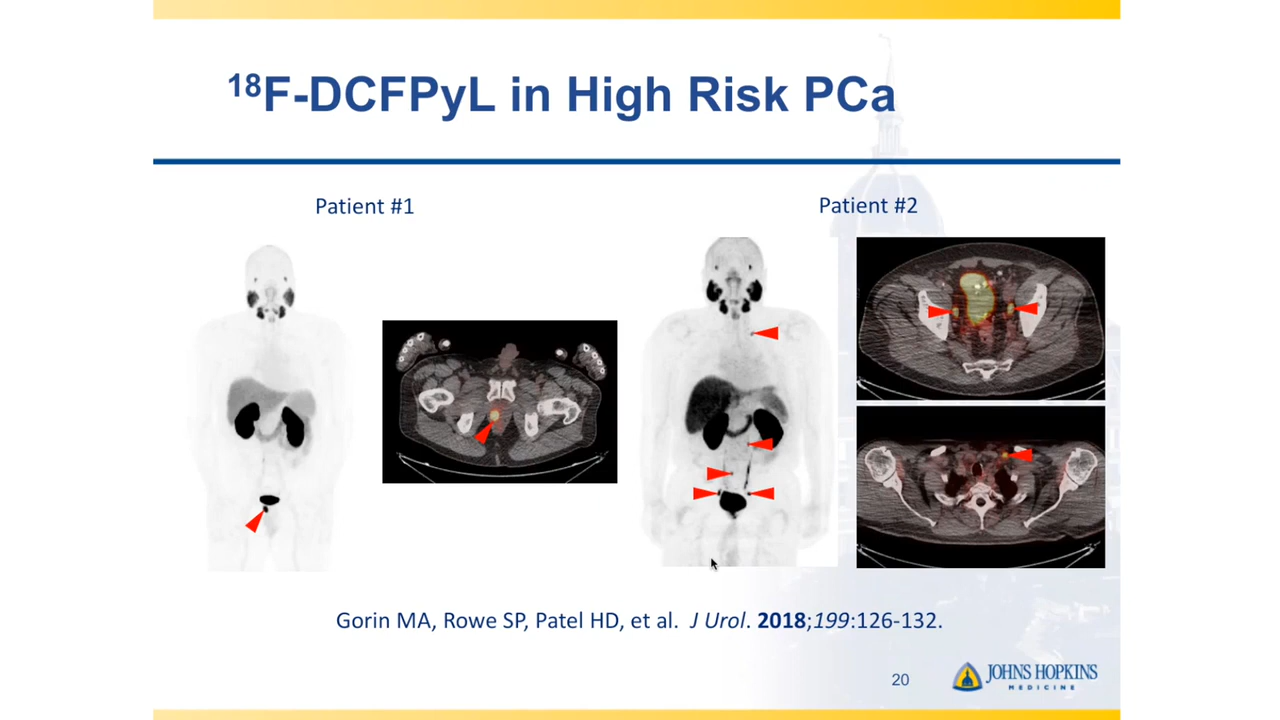 ¹⁸F-DCFPyL in High Risk PCa
Patient #1
Patient #2
Gorin MA, Rowe SP, Patel HD, et al. J Urol. 2018;199:126-132.
20
JOHNS HOPKINS
MEDICINE